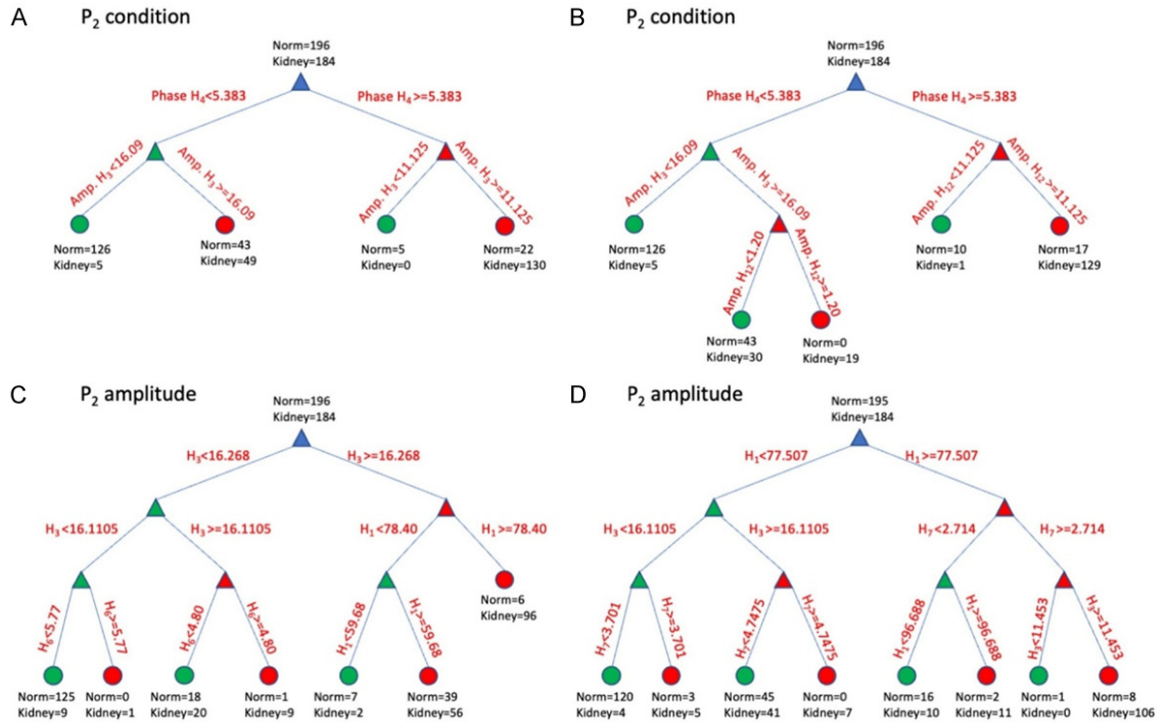 A
P2 condition
Norm=196
Kidney=184
Phase H4<5.383
Phase H4>=5.383
Amp. H3<16.09
Amp. H3>=16.09
Amp. H3<11.125
Amp. H3>=11.125
Norm=126
Kidney=5
Norm=43
Kidney=49
Norm=5
Kidney=0
Norm=22
Kidney=130
B
P2 condition
Norm=196
Kidney=184
Phase H4<5.383
Phase H4>=5.383
Amp. H3<16.09
Amp. H3>=16.09
Amp. H12<11.125
Amp. H12>=11.125
Norm=126
Kidney=5
Amp. H12<1.20
Amp. H12>=1.20
Norm=10
Kidney=1
Norm=17
Kidney=129
Norm=43
Kidney=30
Norm=0
Kidney=19
C
P2 amplitude
Norm=196
Kidney=184
H3<16.268
H3>=16.268
H3<16.1105
H3>=16.1105
H1<78.40
H1>=78.40
H6<5.77
H6>=5.77
H6<4.80
H6>=4.80
H1<59.68
H1>=59.68
Norm=6
Kidney=96
Norm=125
Kidney=9
Norm=0
Kidney=1
Norm=18
Kidney=20
Norm=1
Kidney=9
Norm=7
Kidney=2
Norm=39
Kidney=56
D
P2 amplitude
Norm=195
Kidney=184
H1<77.507
H1>=77.507
H3<16.1105
H3>=16.1105
H7<2.714
H7>=2.714
H7<3.701
H7>=3.701
H7<4.7475
H7>=4.7475
H1<96.688
H1>=96.688
H3<11.453
H3>=11.453
Norm=120
Kidney=4
Norm=3
Kidney=5
Norm=45
Kidney=41
Norm=0
Kidney=7
Norm=16
Kidney=10
Norm=2
Kidney=11
Norm=1
Kidney=0
Norm=8
Kidney=106